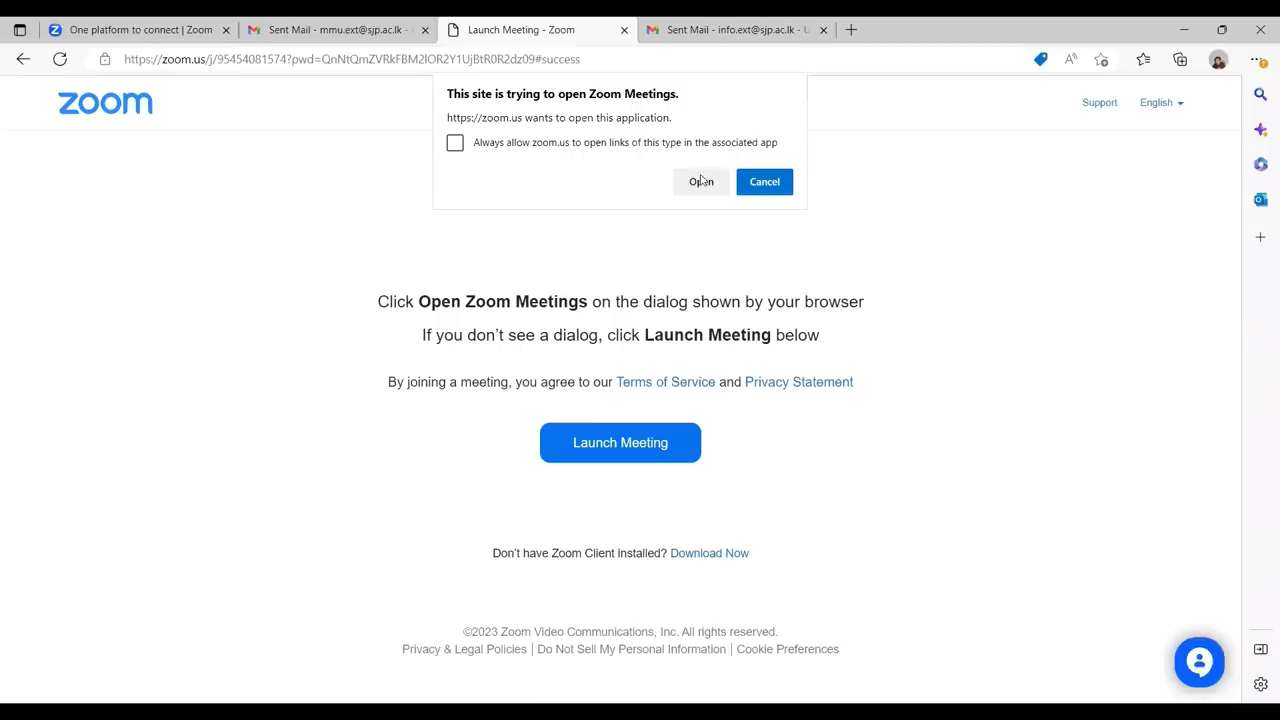 One platform to connect | Zoom
Sent Mail - mmu.ext@sjp.ac.lk -
Launch Meeting - Zoom
Sent Mail - info.ext@sjp.ac.lk - U
https://zoom.us/j/95454081574?pwd=QnNtQmZVRkFBM2lOR2Y1UjBtR0R2dz09#success
zoom
Support
English
This site is trying to open Zoom Meetings.
https://zoom.us wants to open this application.
Always allow zoom.us to open links of this type in the associated app
Open
Cancel
Click Open Zoom Meetings on the dialog shown by your browser
If you don't see a dialog, click Launch Meeting below
By joining a meeting, you agree to our Terms of Service and Privacy Statement
Launch Meeting
Don't have Zoom Client installed? Download Now
©2023 Zoom Video Communications, Inc. All rights reserved.
Privacy & Legal Policies | Do Not Sell My Personal Information | Cookie Preferences